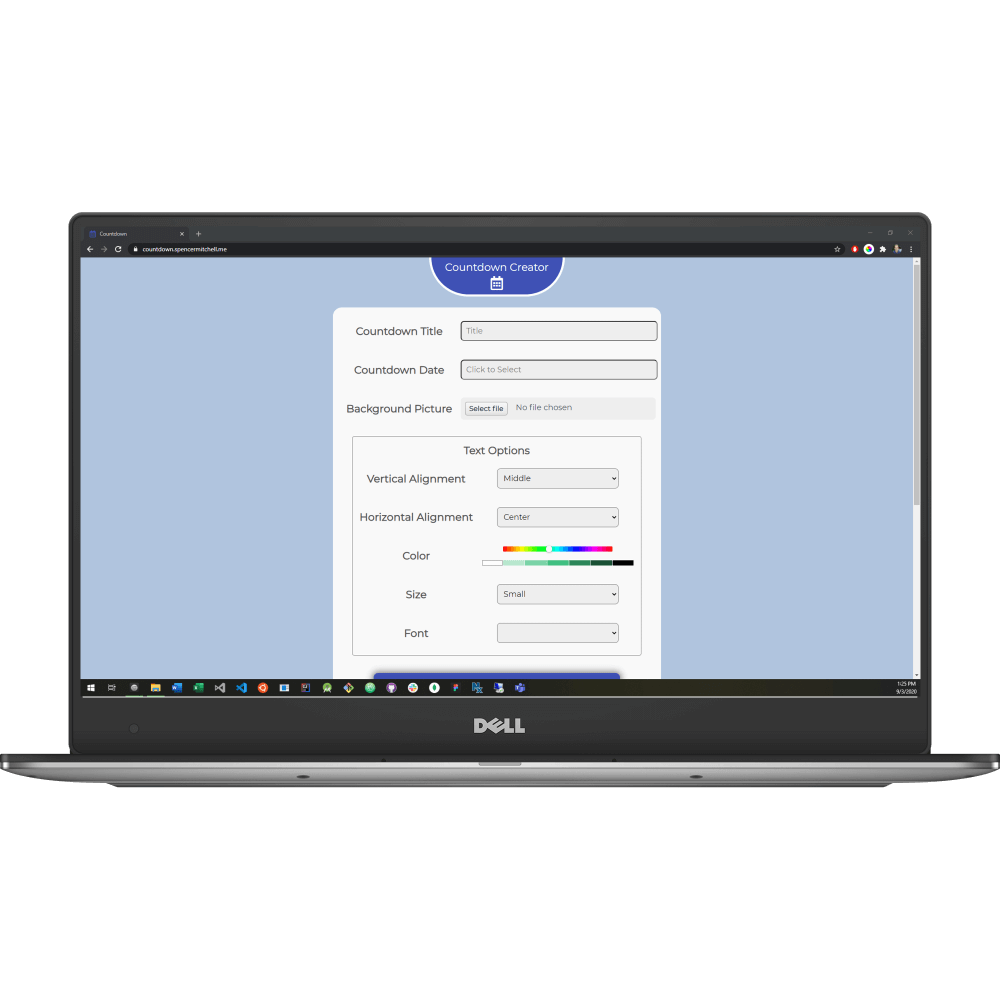 Countdown
countdown.spencermitchell.me
Countdown Creator
Countdown Title Title
Countdown Date Click to Select
Background Picture Select file No file chosen
Text Options
Vertical Alignment Middle
Horizontal Alignment Center
Color
Size Small
Font
1:25 PM
9/3/2020
DELL